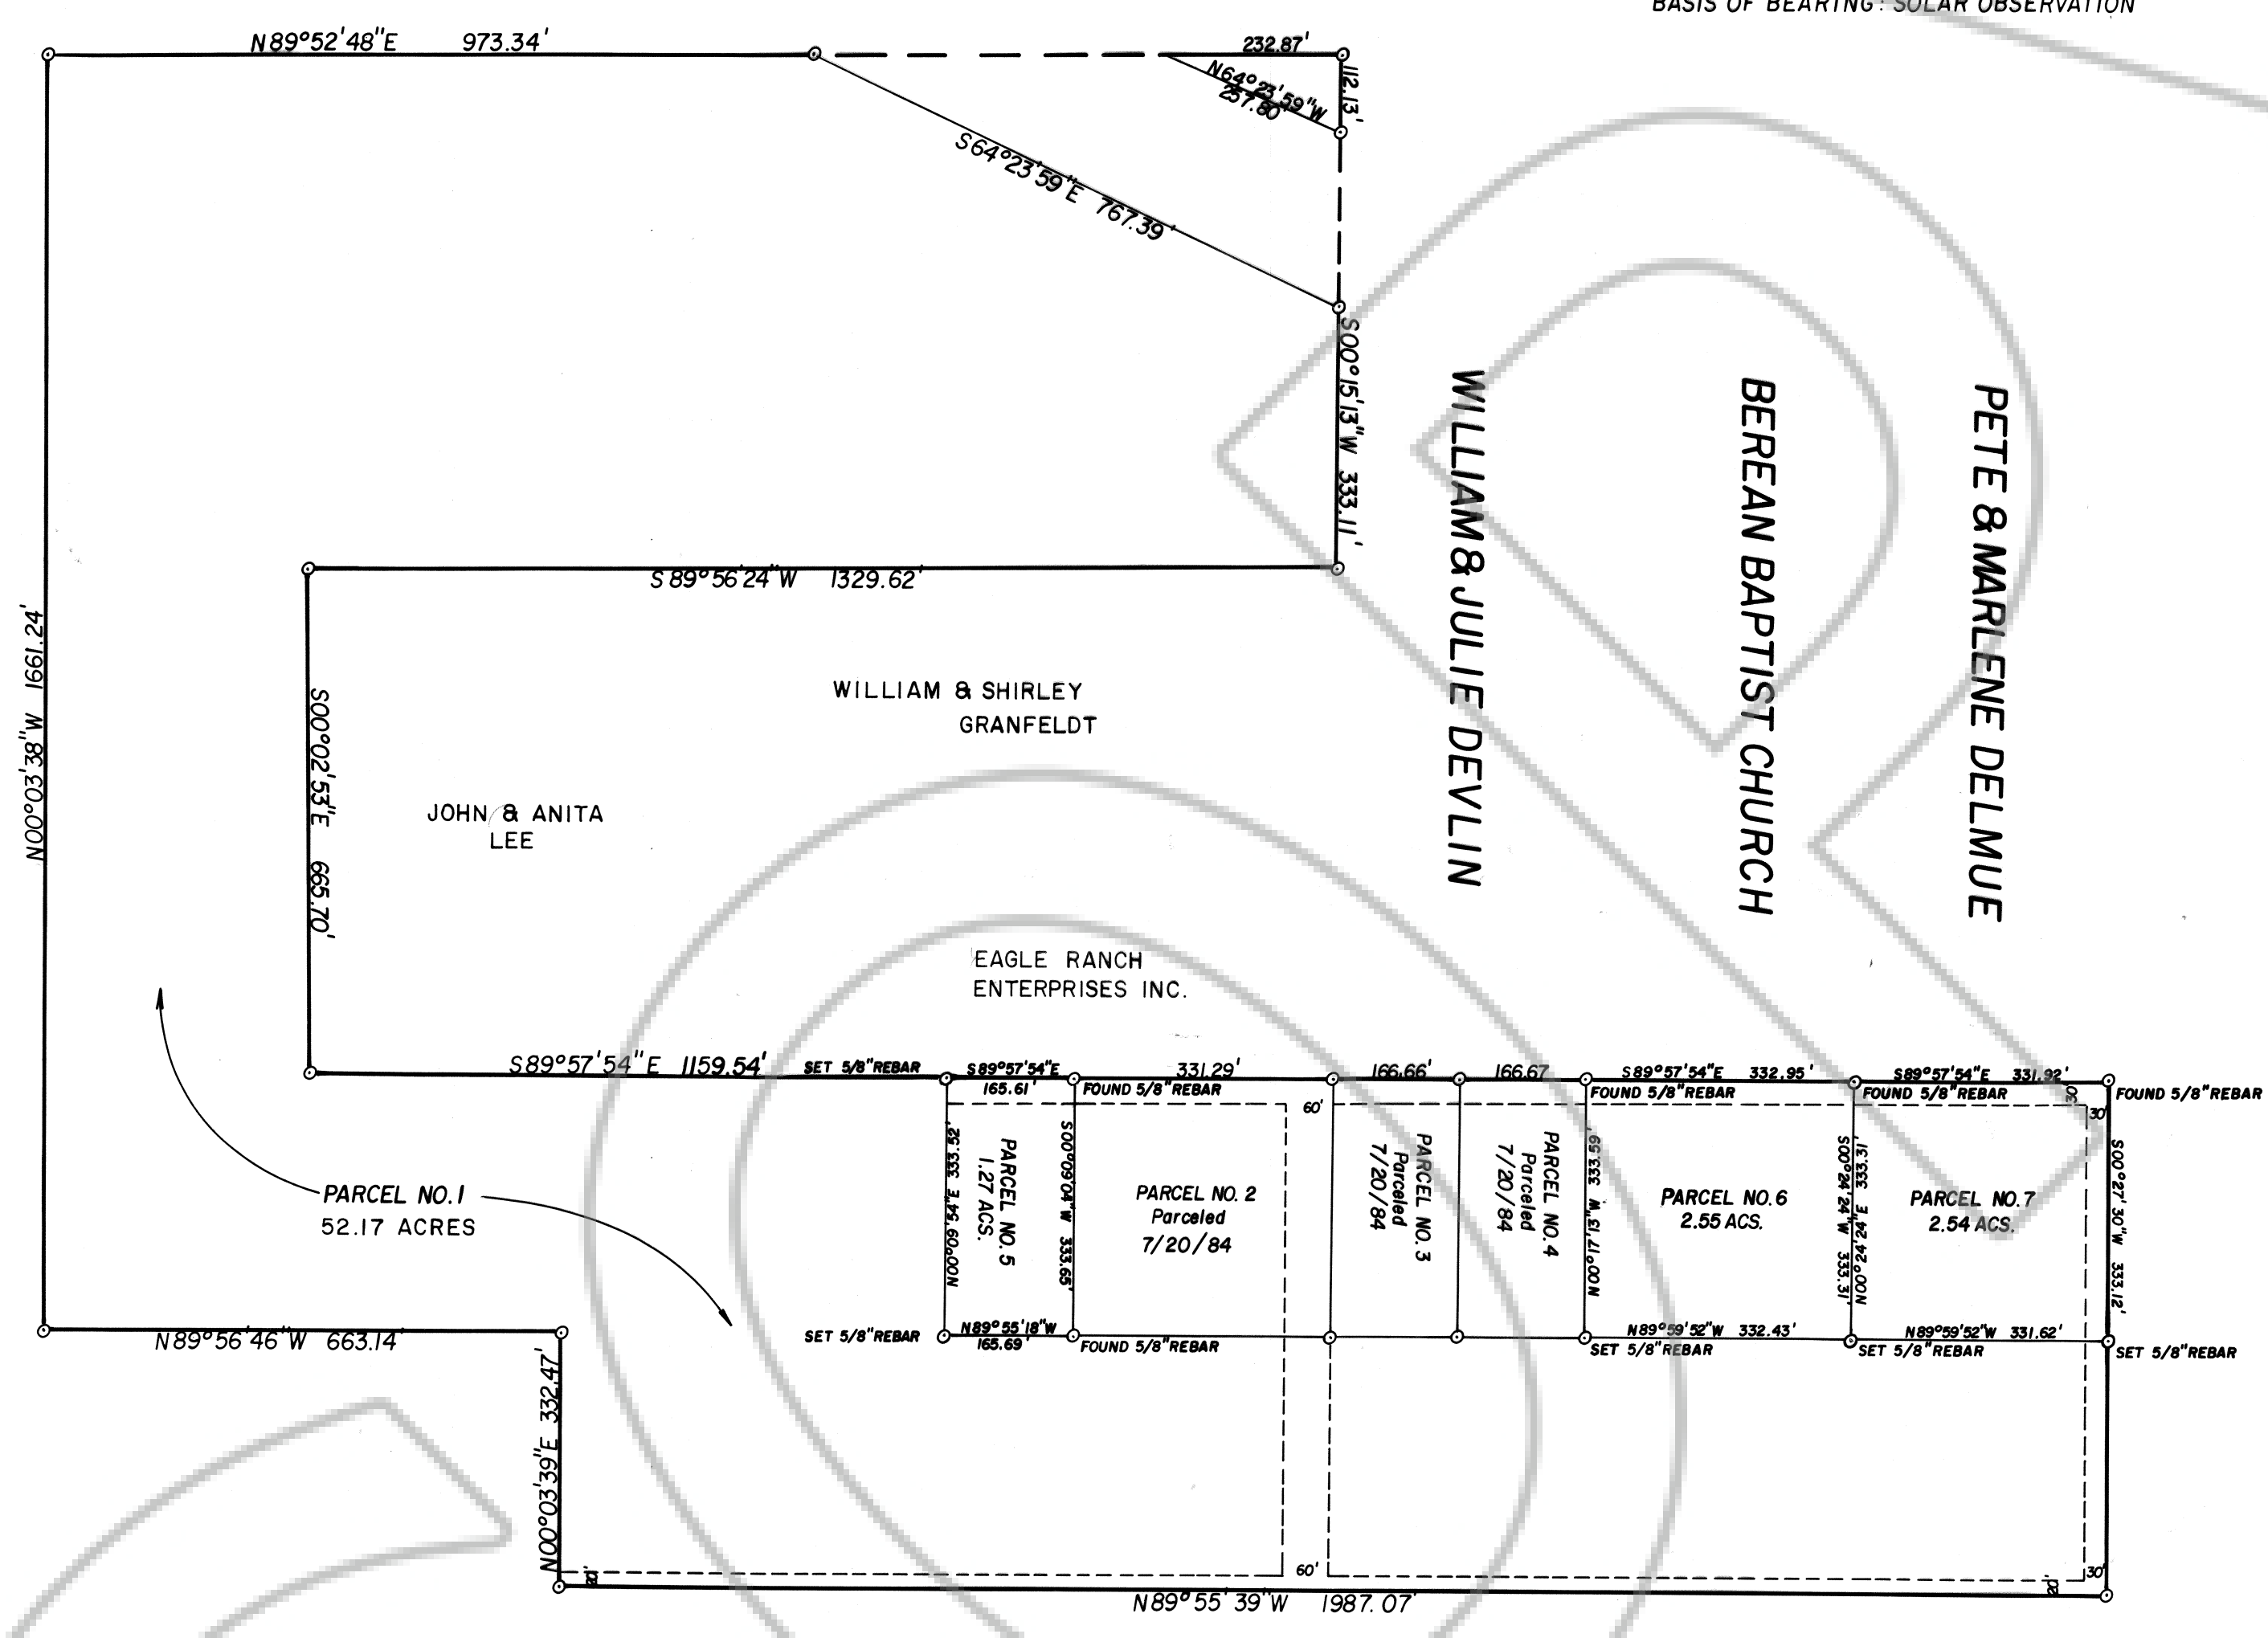 BASIS OF BEARING: SOLAR OBSERVATION
N89°52'48"E 973.34'
232.87'
112.13'
N64°23'59"W
257.80'
S64°23'59"E 767.39'
S00°15'13"W 333.11'
S89°56'24"W 1329.62'
N00°03'38"W 1661.24'
S00°02'53"E 665.70'
WILLIAM & SHIRLEY
GRANFELDT
JOHN & ANITA
LEE
EAGLE RANCH
ENTERPRISES INC.
WILLIAM & JULIE DEVLIN
BEREAN BAPTIST CHURCH
PETE & MARLENE DELMUE
S89°57'54"E 1159.54'
SET 5/8"REBAR
S89°57'54"E
165.61'
331.29'
FOUND 5/8"REBAR
166.66'
166.67
S89°57'54"E 332.95'
FOUND 5/8"REBAR
S89°57'54"E 331.92'
FOUND 5/8"REBAR
FOUND 5/8"REBAR
60'
30'
30'
N00°09'54"E 333.52'
PARCEL NO. 5
1.27 ACS.
S00°09'04"W 333.65'
PARCEL NO. 2
Parceled
7/20/84
PARCEL NO. 3
Parceled
7/20/84
PARCEL NO. 4
Parceled
7/20/84
N00°17'13"W 333.59'
PARCEL NO. 6
2.55 ACS.
S00°24'24"W 333.31'
N00°24'24"E 333.31'
PARCEL NO. 7
2.54 ACS.
S00°27'30"W 333.12'
PARCEL NO. 1
52.17 ACRES
N89°56'46"W 663.14'
SET 5/8"REBAR
N89°55'18"W
165.69'
FOUND 5/8"REBAR
N89°59'52"W 332.43'
SET 5/8"REBAR
N89°59'52"W 331.62'
SET 5/8"REBAR
SET 5/8"REBAR
N00°03'39"E 332.47'
20'
60'
20'
30'
N89°55'39"W 1987.07'